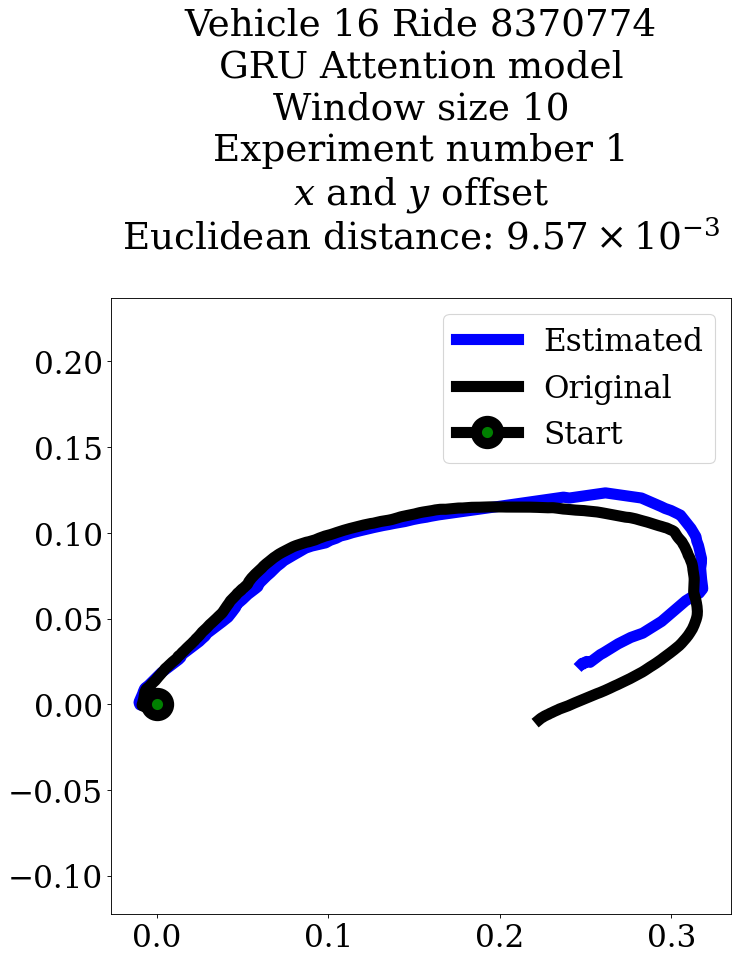 Vehicle 16 Ride 8370774
GRU Attention model
Window size 10
Experiment number 1
x and y offset
Euclidean distance: 9.57 × 10⁻³
Estimated
Original
Start
0.20
0.15
0.10
0.05
0.00
−0.05
−0.10
0.0 0.1 0.2 0.3